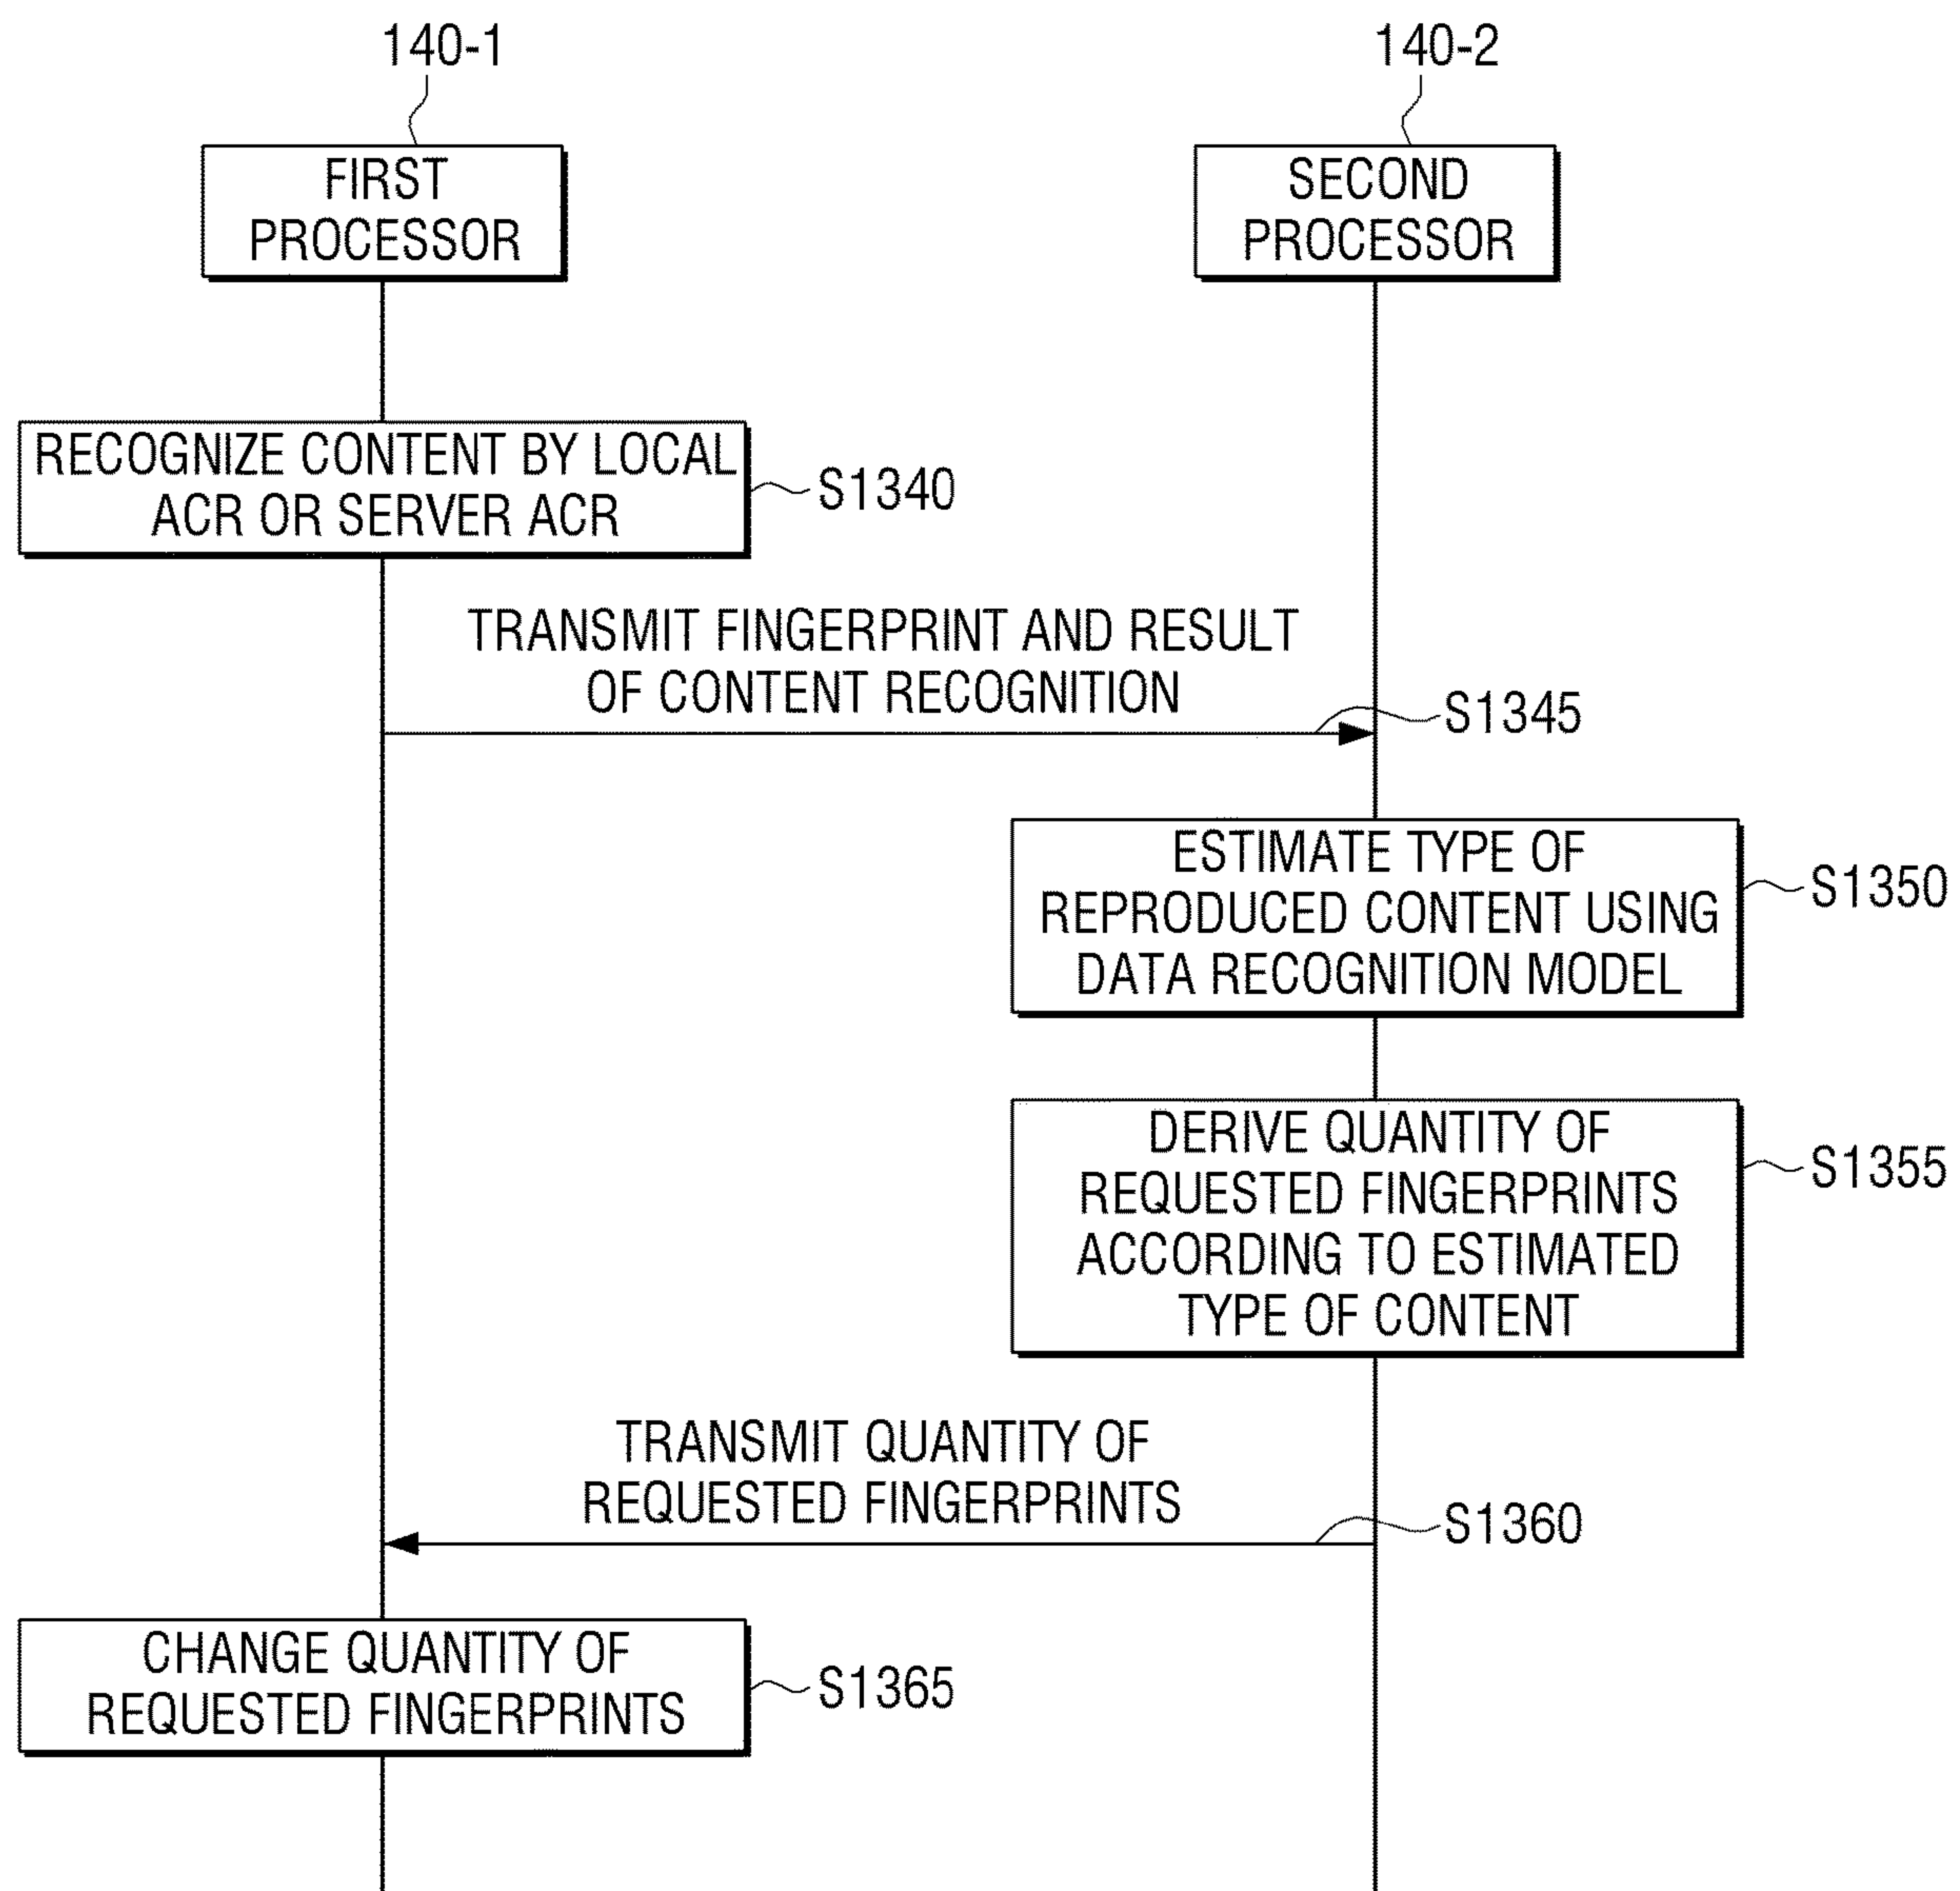 140-1
140-2
FIRST
PROCESSOR
SECOND
PROCESSOR
RECOGNIZE CONTENT BY LOCAL
ACR OR SERVER ACR
S1340
TRANSMIT FINGERPRINT AND RESULT
OF CONTENT RECOGNITION
S1345
ESTIMATE TYPE OF
REPRODUCED CONTENT USING
DATA RECOGNITION MODEL
S1350
DERIVE QUANTITY OF
REQUESTED FINGERPRINTS
ACCORDING TO ESTIMATED
TYPE OF CONTENT
S1355
TRANSMIT QUANTITY OF
REQUESTED FINGERPRINTS
S1360
CHANGE QUANTITY OF
REQUESTED FINGERPRINTS
S1365